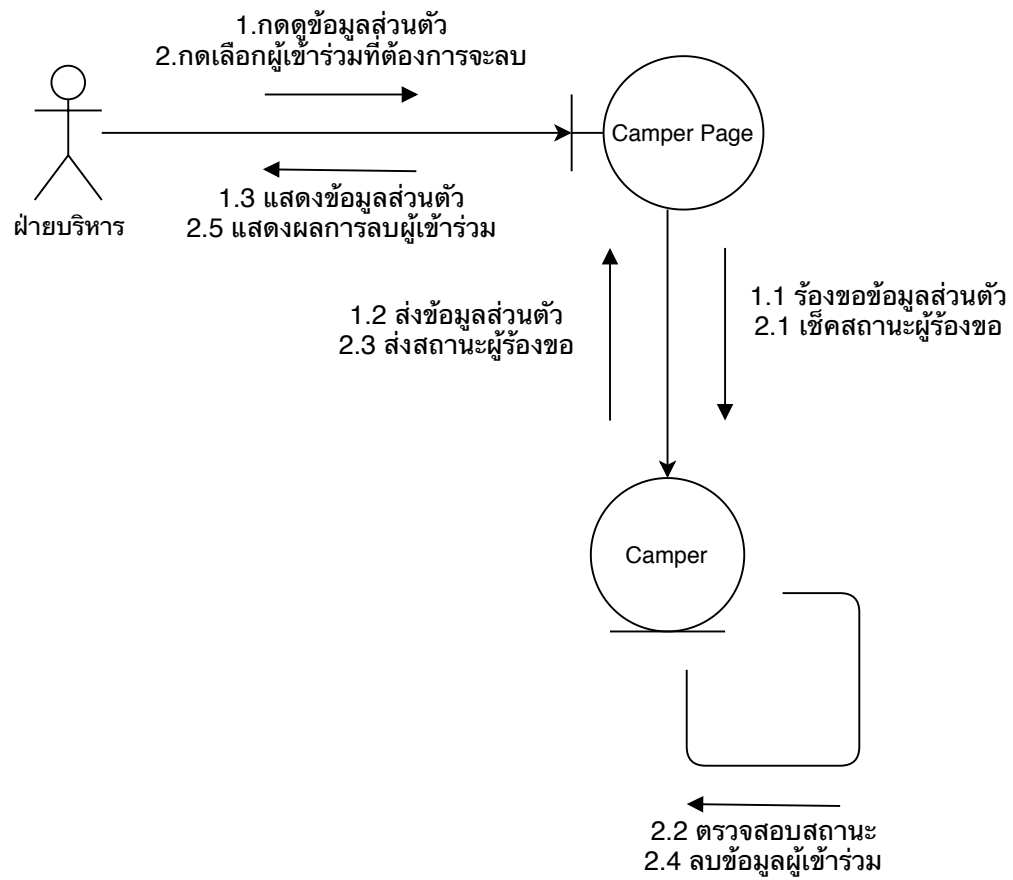 1.กดดูข้อมูลส่วนตัว
2.กดเลือกผู้เข้าร่วมที่ต้องการจะลบ
Camper Page
1.3 แสดงข้อมูลส่วนตัว
2.5 แสดงผลการลบผู้เข้าร่วม
ฝ่ายบริหาร
1.2 ส่งข้อมูลส่วนตัว
2.3 ส่งสถานะผู้ร้องขอ
1.1 ร้องขอข้อมูลส่วนตัว
2.1 เช็คสถานะผู้ร้องขอ
Camper
2.2 ตรวจสอบสถานะ
2.4 ลบข้อมูลผู้เข้าร่วม